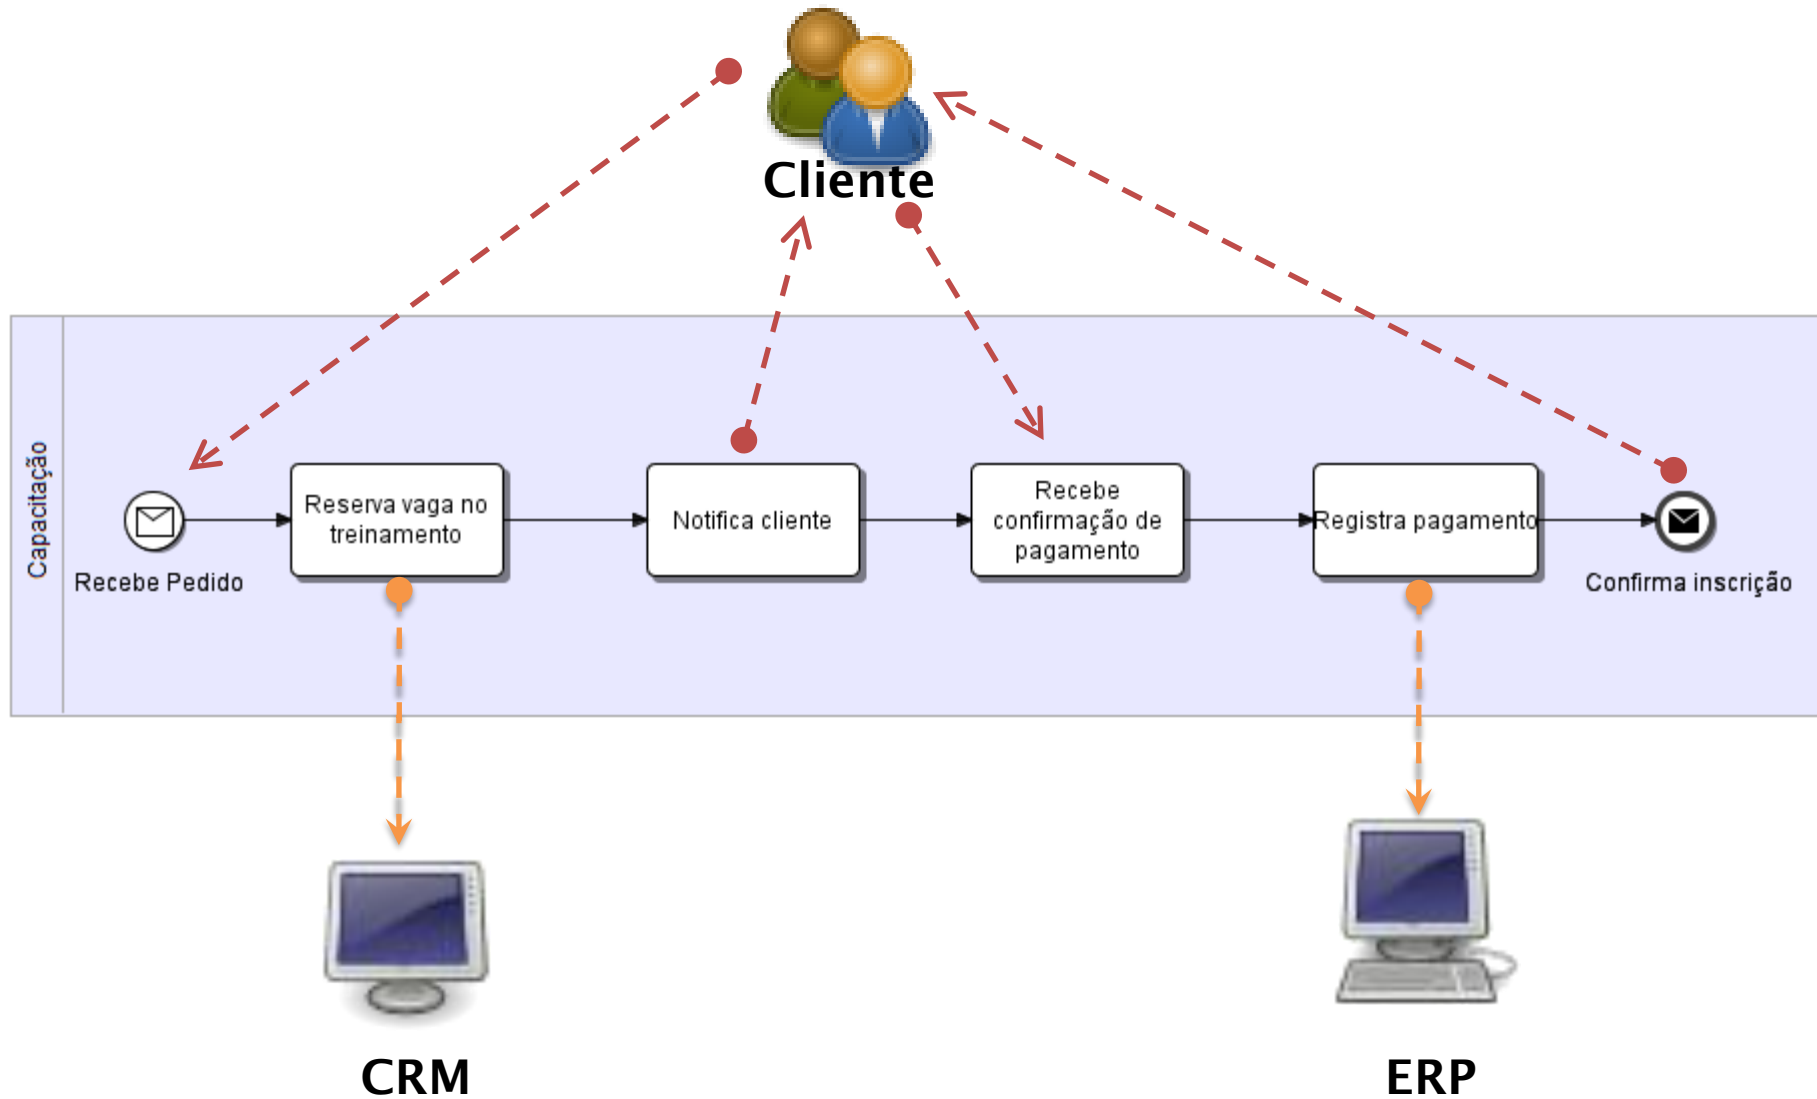 Cliente
Capacitação
Recebe Pedido
Reserva vaga no
treinamento
Notifica cliente
Recebe
confirmação de
pagamento
Registra pagamento
Confirma inscrição
CRM
ERP